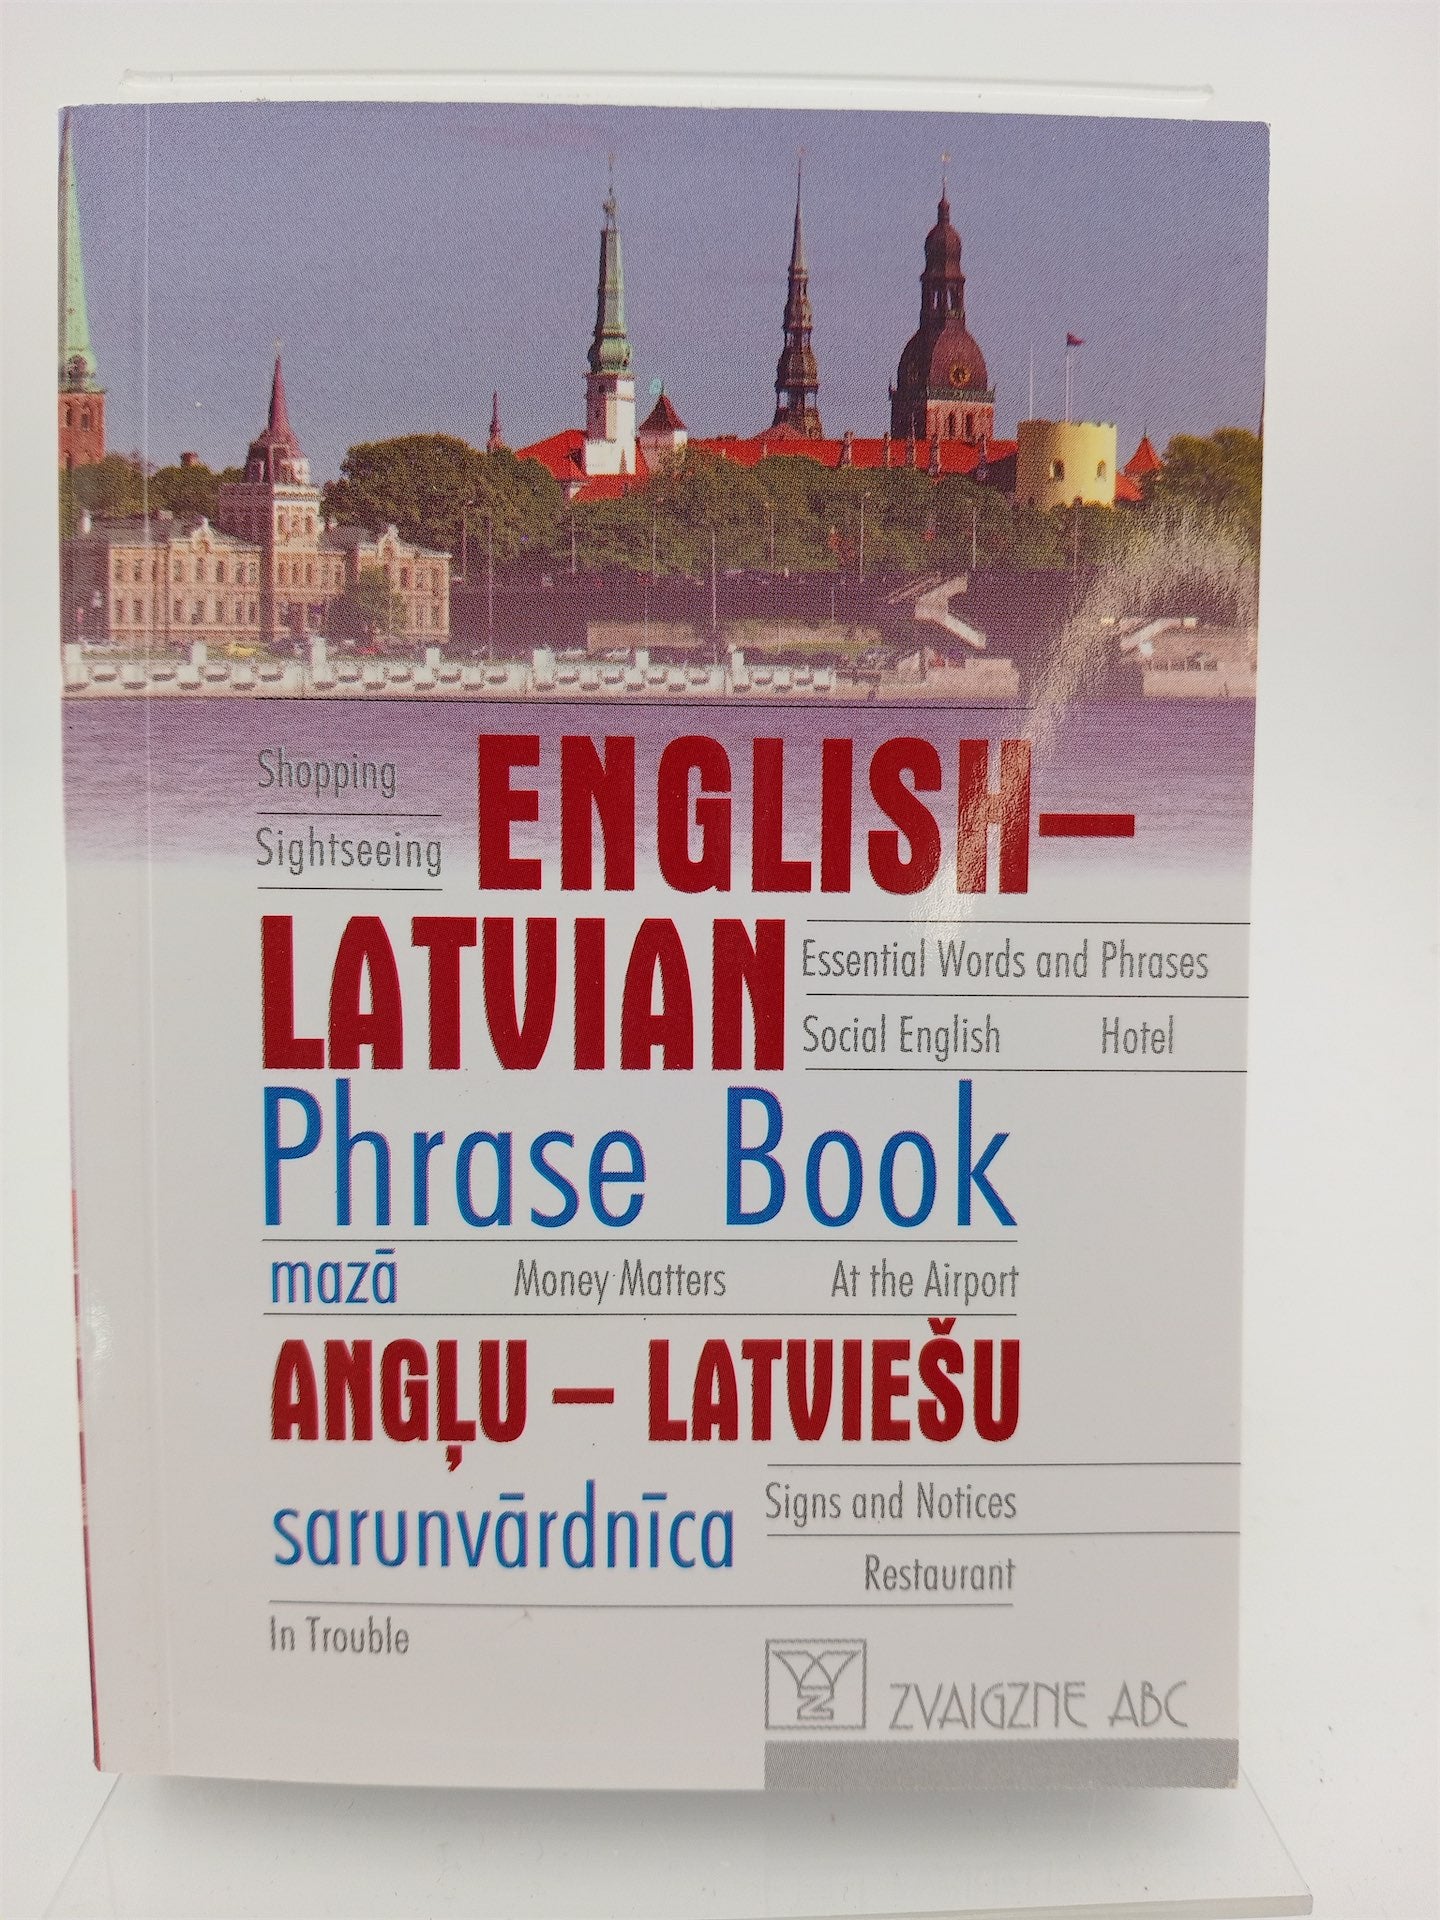 Shopping
ENGLISH–
Sightseeing
LATVIAN
Essential Words and Phrases
Social English Hotel
Phrase Book
mazā Money Matters At the Airport
ANGĻU – LATVIEŠU
sarunvārdnīca
Signs and Notices
Restaurant
In Trouble
ZVAIGZNE ABC